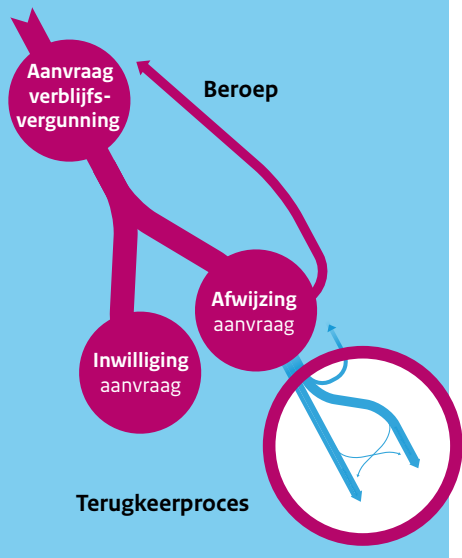 Aanvraag
verblijfs-
vergunning
Beroep
Afwijzing
aanvraag
Inwilliging
aanvraag
Terugkeerproces